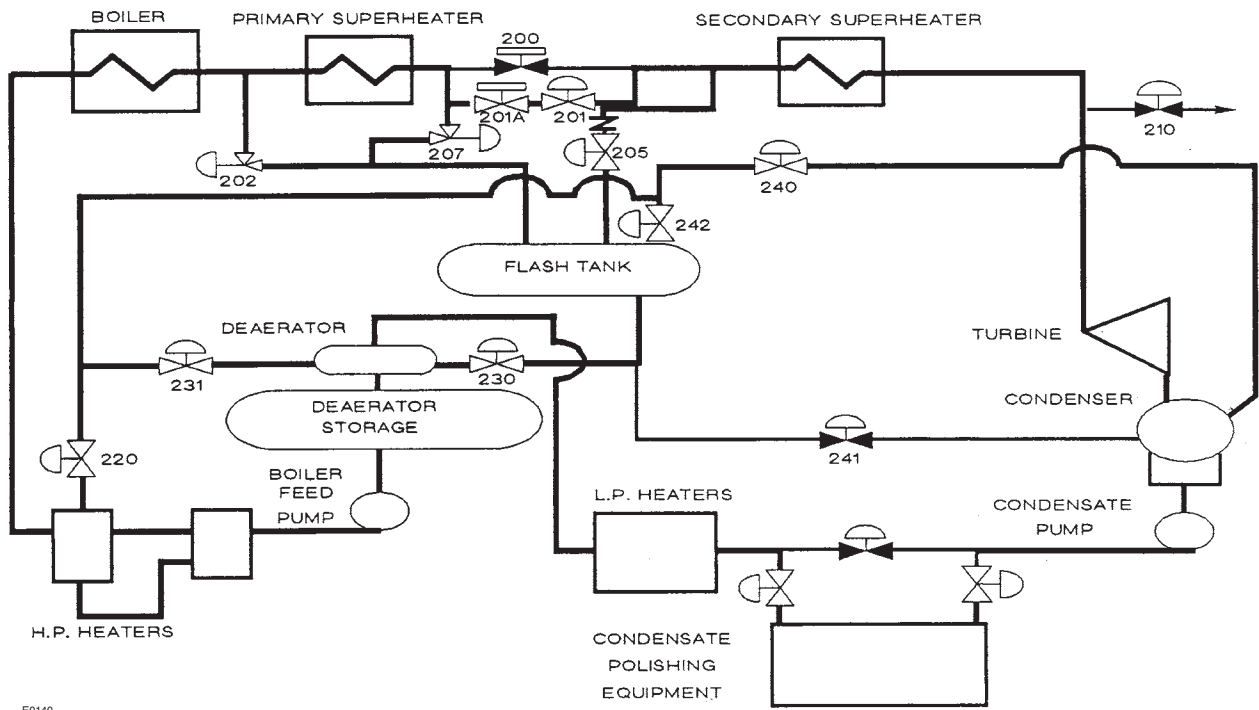 BOILER
PRIMARY SUPERHEATER
SECONDARY SUPERHEATER
200
201A
201
210
202
207
205
240
242
FLASH TANK
DEAERATOR
TURBINE
231
230
CONDENSER
DEAERATOR
STORAGE
241
220
BOILER
FEED
PUMP
L.P. HEATERS
CONDENSATE
PUMP
H.P. HEATERS
CONDENSATE
POLISHING
EQUIPMENT